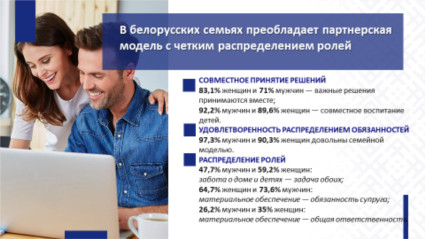 В белорусских семьях преобладает партнерская
модель с четким распределением ролей
СОВМЕСТНОЕ ПРИНЯТИЕ РЕШЕНИЙ
83,1% женщин и 71% мужчин — важные решения
принимаются вместе;
92,2% мужчин и 89,6% женщин — совместное воспитание
детей.
УДОВЛЕТВОРЕННОСТЬ РАСПРЕДЕЛЕНИЕМ ОБЯЗАННОСТЕЙ
97,3% мужчин и 90,3% женщин довольны семейной
моделью.
РАСПРЕДЕЛЕНИЕ РОЛЕЙ
47,7% мужчин и 59,2% женщин:
забота о доме и детях — задача обоих;
64,7% женщин и 73,6% мужчин:
материальное обеспечение — обязанность супруга;
26,2% мужчин и 35% женщин:
материальное обеспечение — общая ответственность.